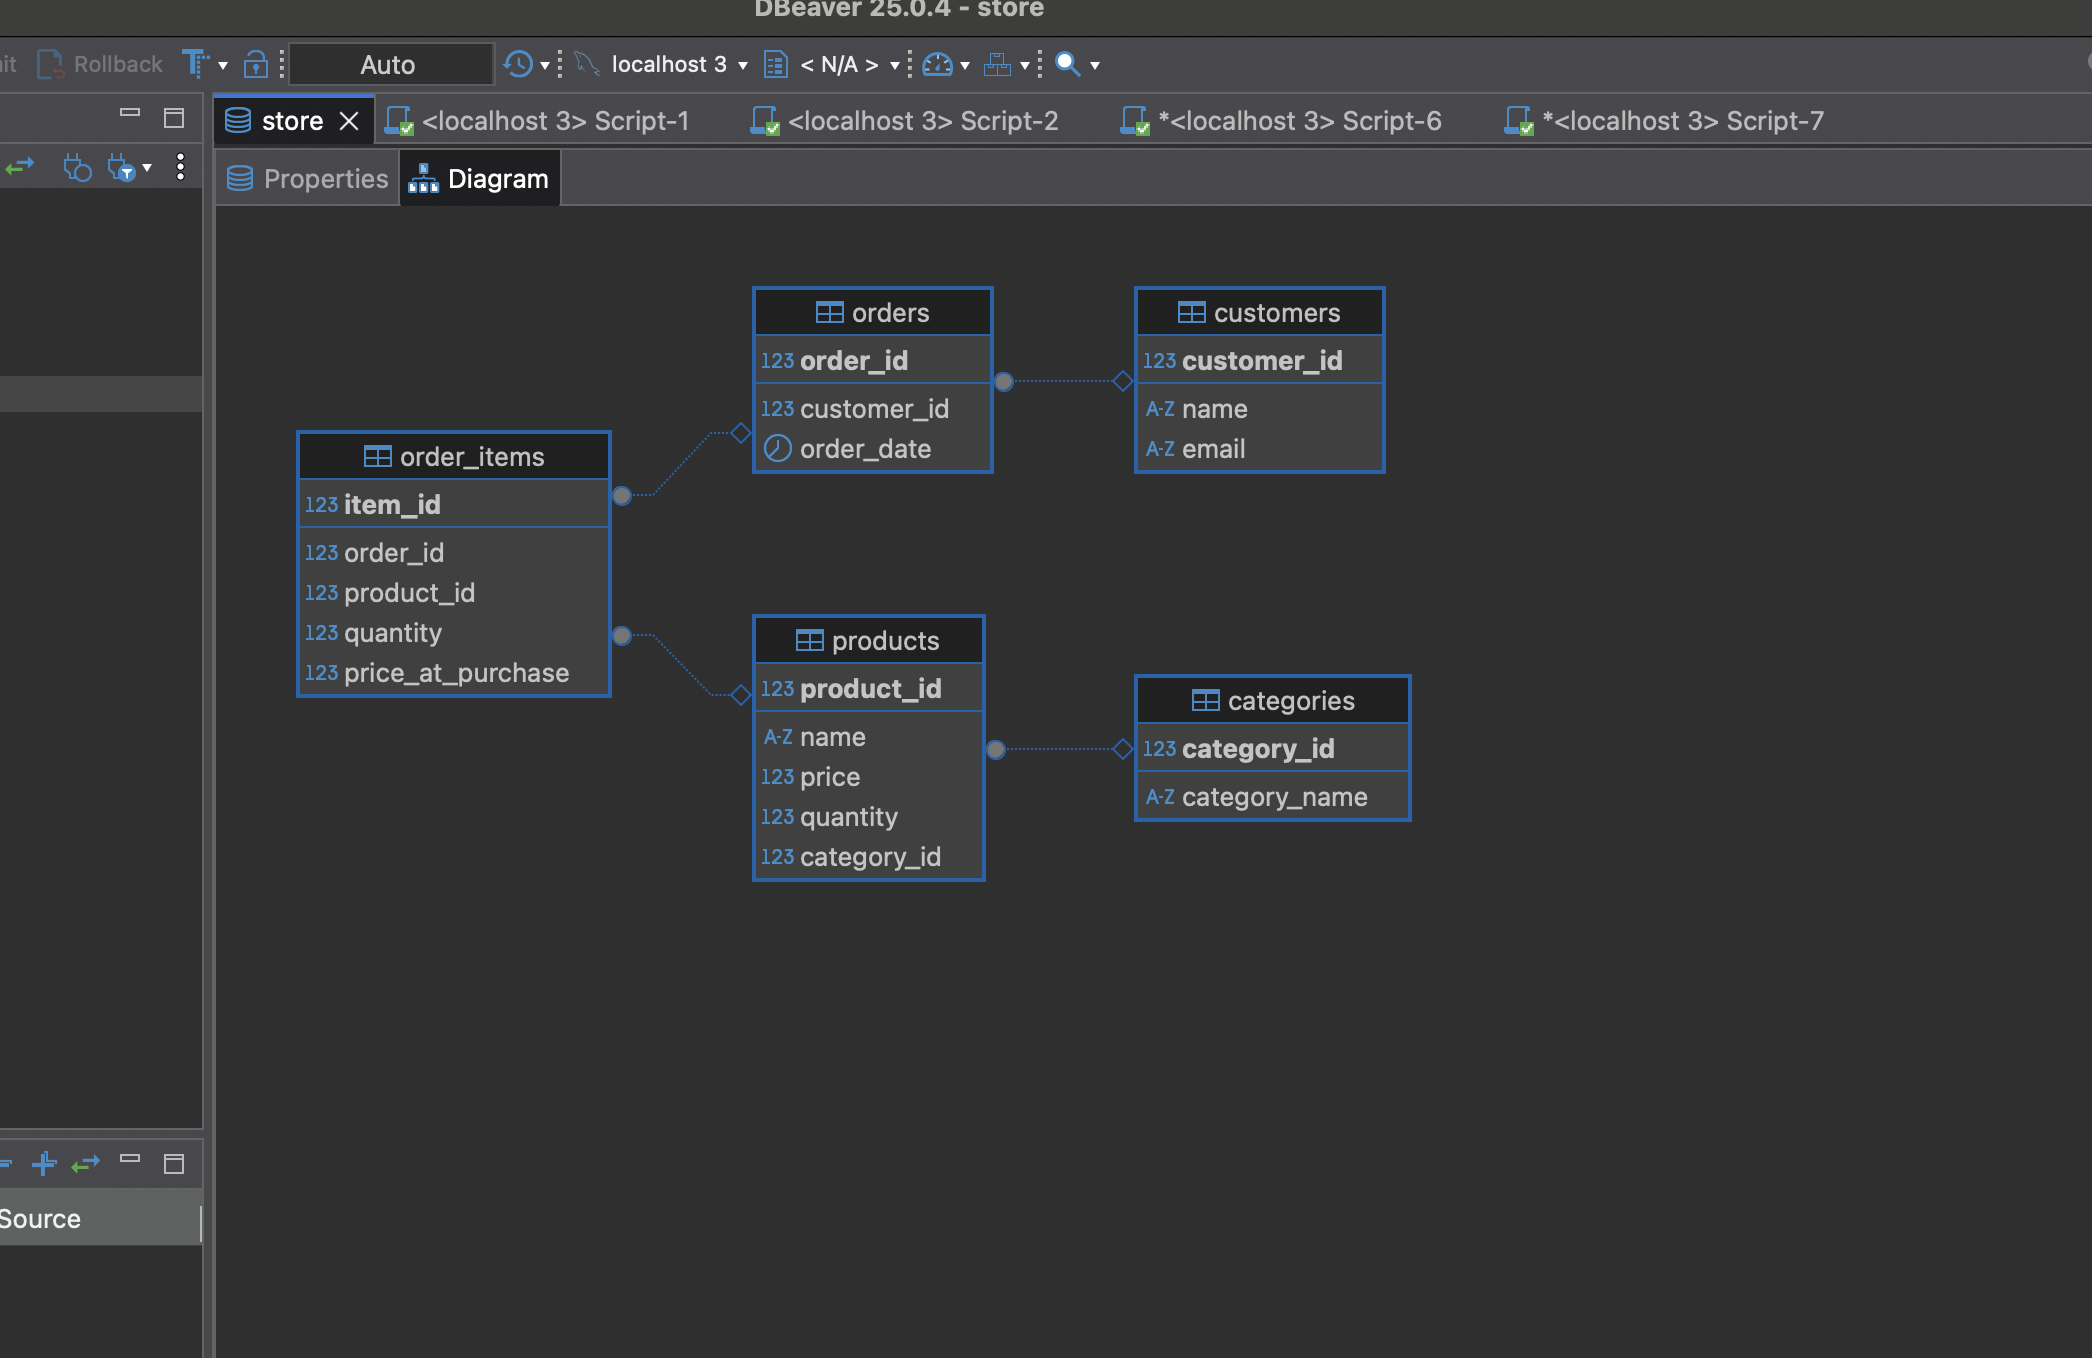 DBeaver 25.0.4 - store
it Rollback Auto localhost 3 < N/A >
store <localhost 3> Script-1 <localhost 3> Script-2 *<localhost 3> Script-6 *<localhost 3> Script-7
Properties Diagram
orders
123 order_id
123 customer_id
order_date
customers
123 customer_id
A-Z name
A-Z email
order_items
123 item_id
123 order_id
123 product_id
123 quantity
123 price_at_purchase
products
123 product_id
A-Z name
123 price
123 quantity
123 category_id
categories
123 category_id
A-Z category_name
Source